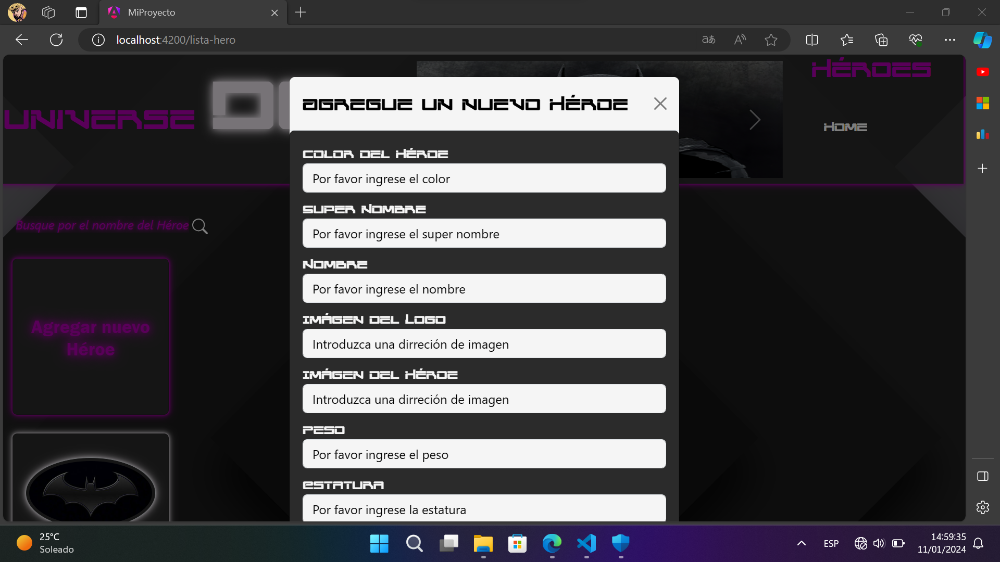 MiProyecto
localhost:4200/lista-hero
aあ
UNIVERSE
Héroes
Home
Agregue un nuevo Héroe
Color del Héroe
Por favor ingrese el color
Super Nombre
Por favor ingrese el super nombre
Nombre
Por favor ingrese el nombre
Imágen del Logo
Introduzca una dirreción de imagen
Imágen del Héroe
Introduzca una dirreción de imagen
Peso
Por favor ingrese el peso
Estatura
Por favor ingrese la estatura
Busque por el nombre del Héroe
Agregar nuevo
Héroe
25°C
Soleado
ESP
14:59:35
11/01/2024